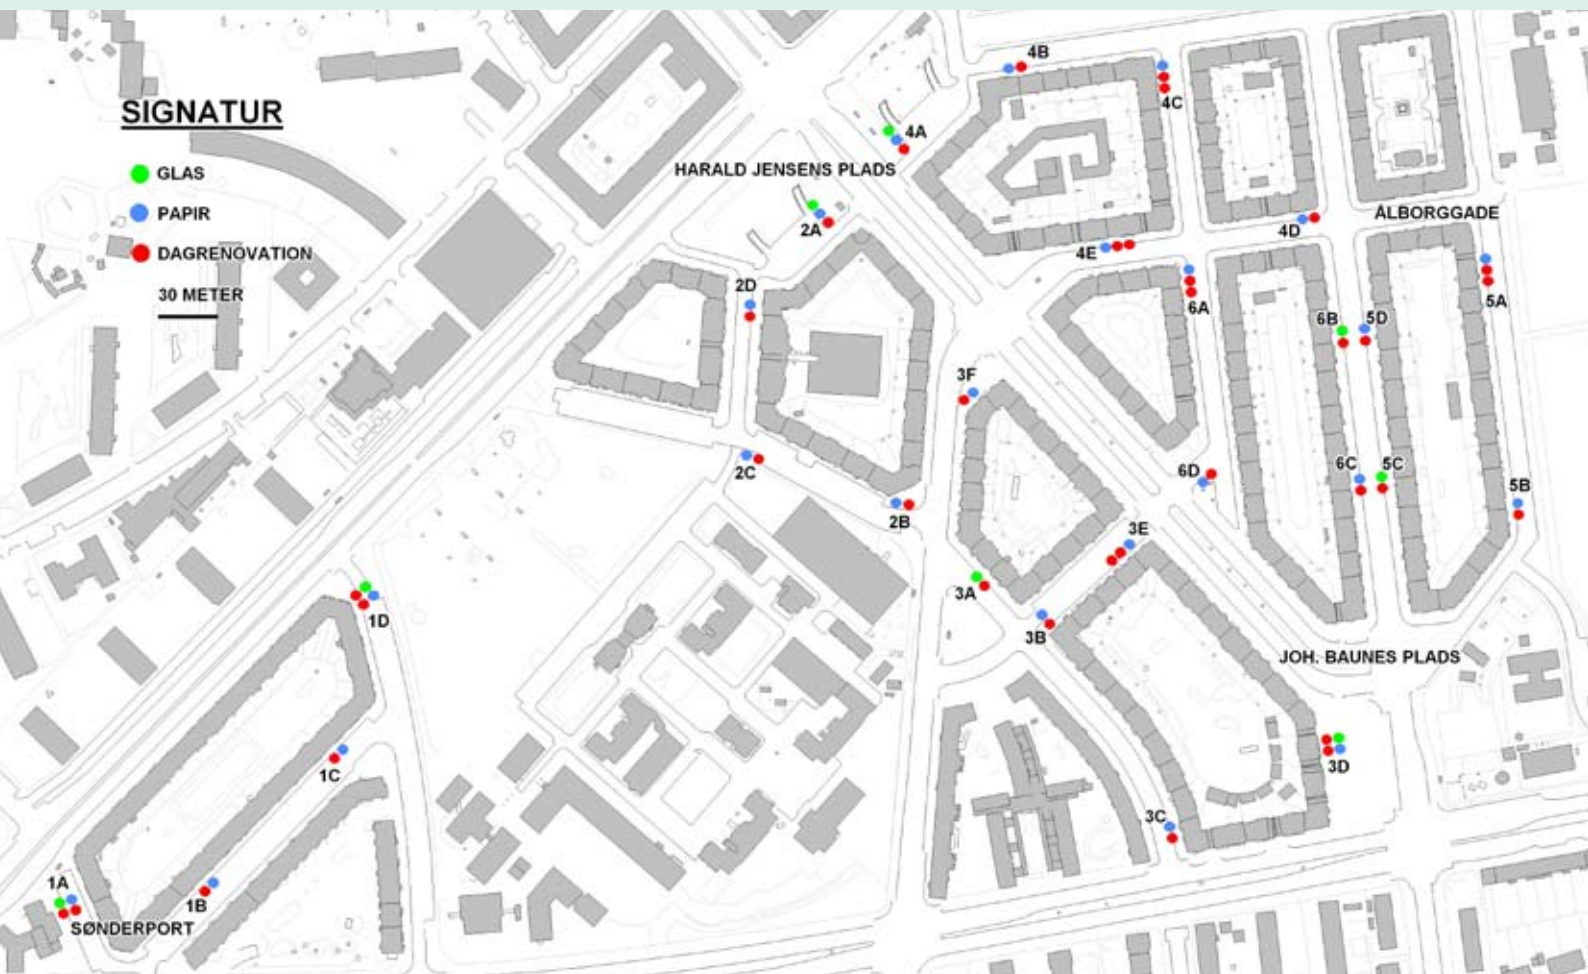 SIGNATUR
GLAS
PAPIR
DAGRENOVATION
30 METER
4B
4C
4A
HARALD JENSENS PLADS
2A
ÅLBORGGADE
4D
4E
2D
6A
5A
6B
5D
3F
2C
6D
6C
5C
5B
2B
3E
3A
1D
3B
JOH. BAUNES PLADS
1C
3D
3C
1A
1B
SØNDERPORT